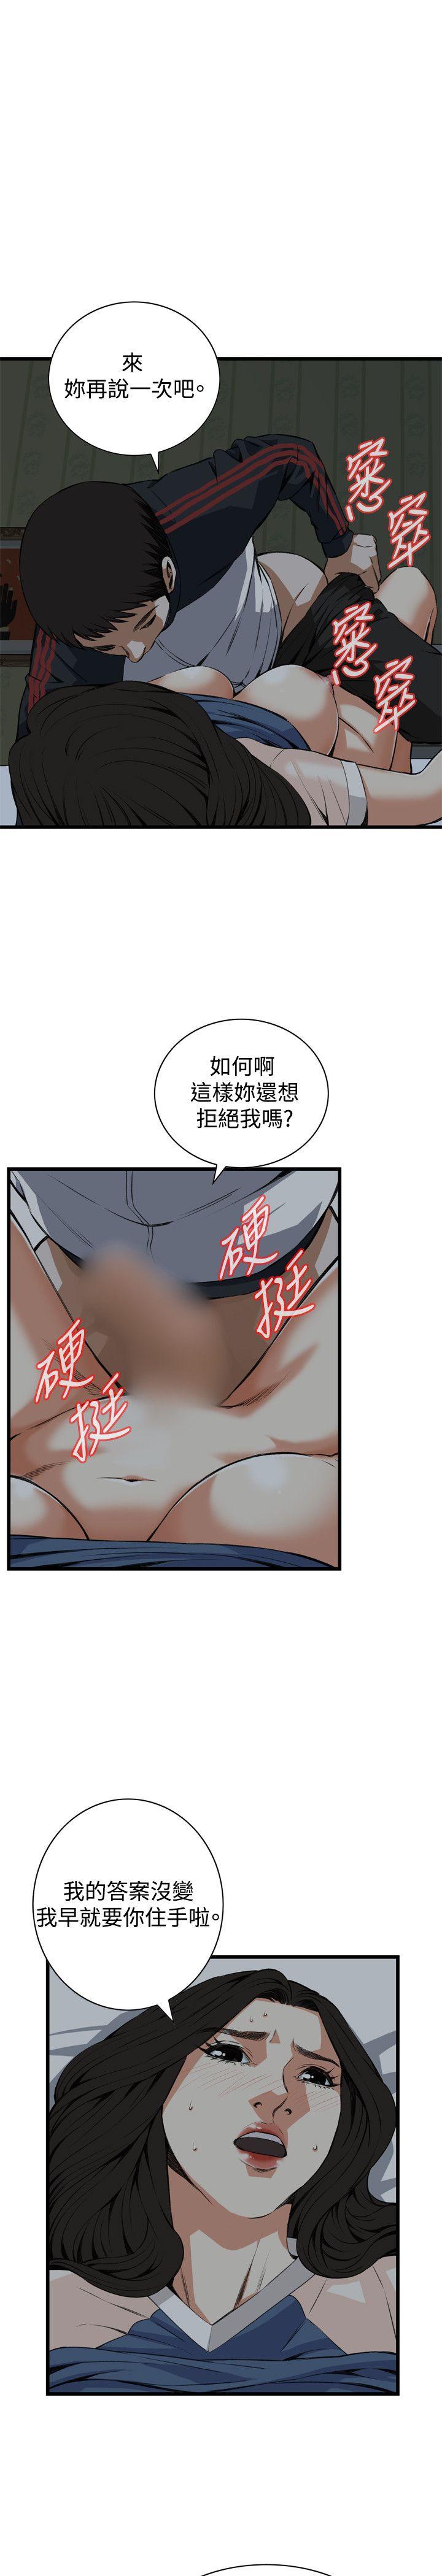 來
妳再說一次吧。
窸
窣
窸
窣
如何啊
這樣妳還想
拒絕我嗎?
硬
挺
硬
挺
我的答案沒變
我早就要你住手啦。